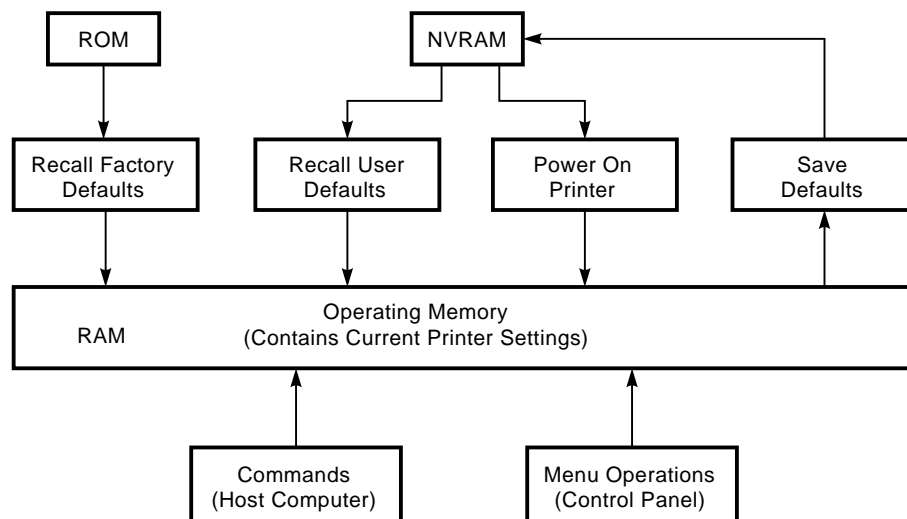 ROM
NVRAM
Recall Factory
Defaults
Recall User
Defaults
Power On
Printer
Save
Defaults
Operating Memory
RAM
(Contains Current Printer Settings)
Commands
(Host Computer)
Menu Operations
(Control Panel)